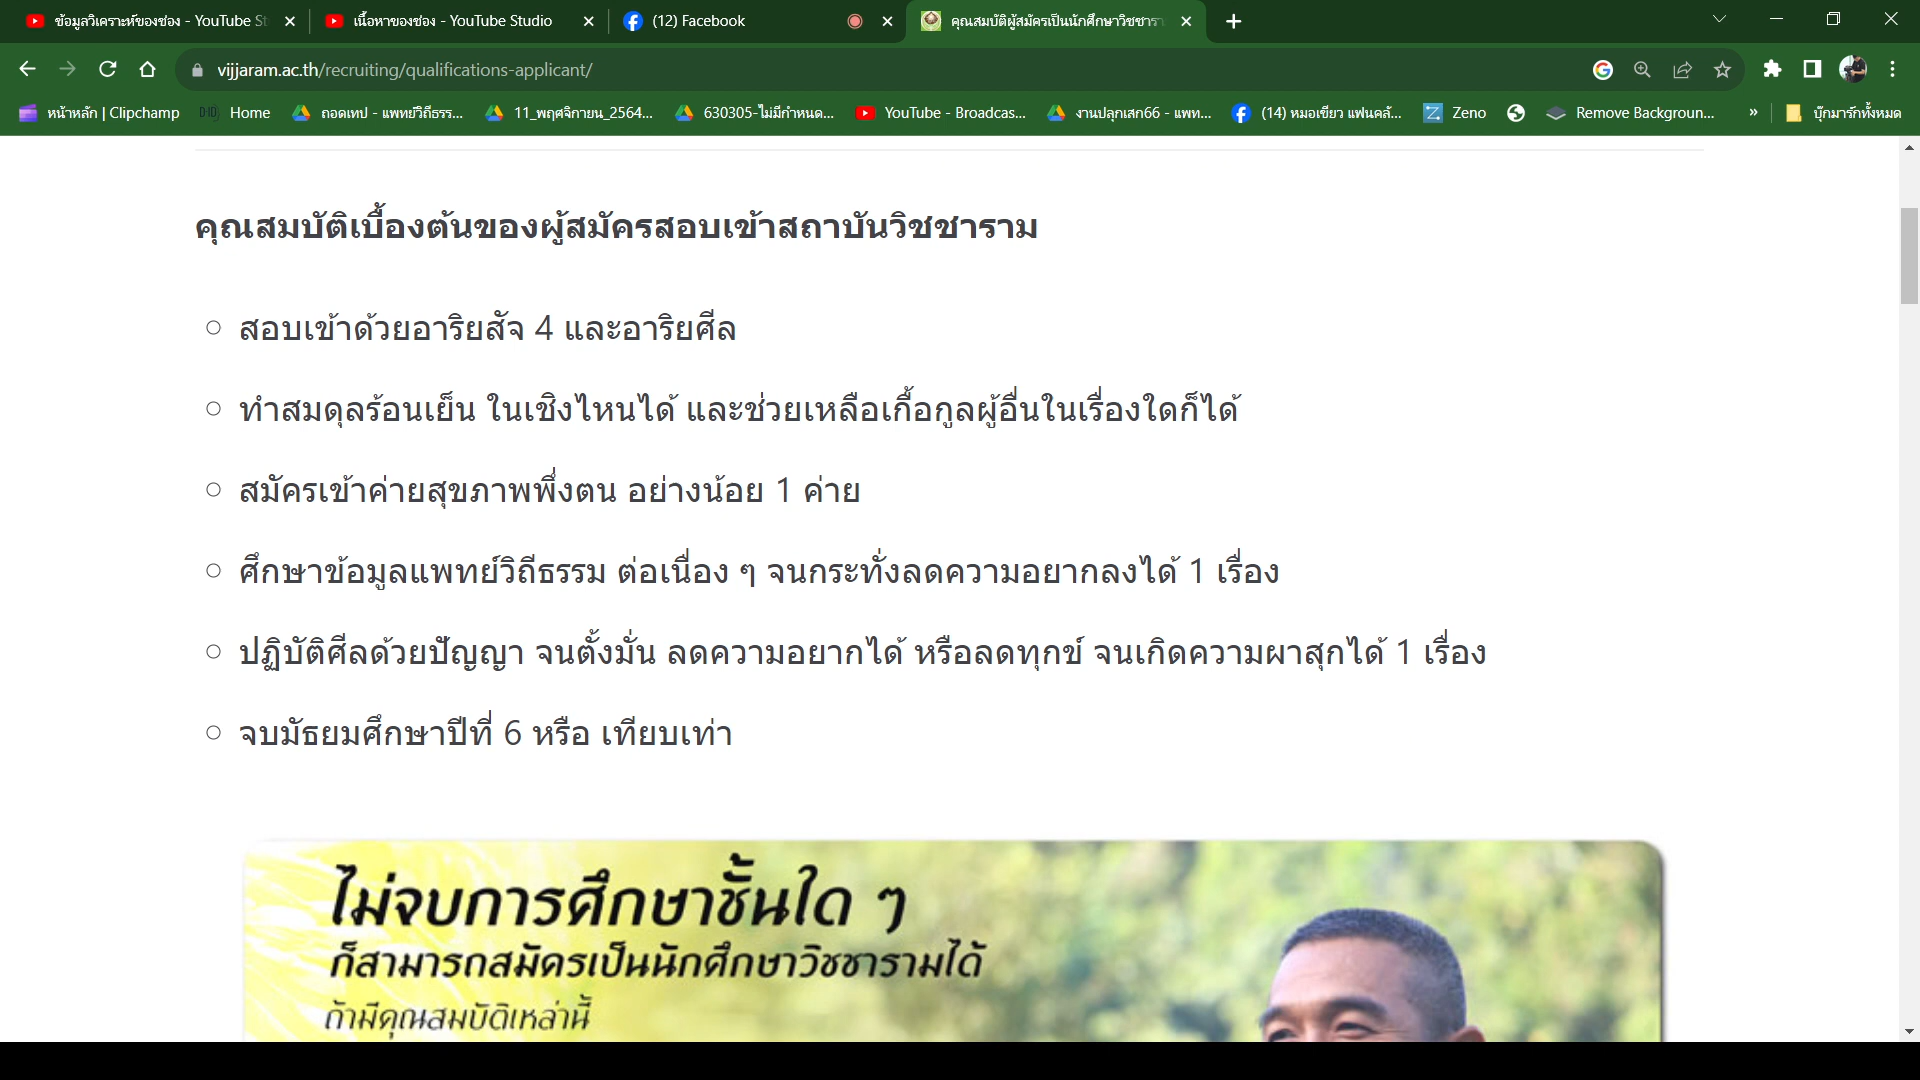 ข้อมูลวิเคราะห์ของช่อง - YouTube S
เนื้อหาของช่อง - YouTube Studio
(12) Facebook
คุณสมบัติผู้สมัครเป็นนักศึกษาวิชชารา
vijjaram.ac.th/recruiting/qualifications-applicant/
หน้าหลัก | Clipchamp
Home
ถอดเทป - แพทย์วิถีธรร...
11_พฤศจิกายน_2564...
630305-ไม่มีกำหนด...
YouTube - Broadcas...
งานปลุกเสก66 - แพท...
(14) หมอเขียว แฟนคลั...
Zeno
Remove Backgroun...
»
บุ๊กมาร์กทั้งหมด
คุณสมบัติเบื้องต้นของผู้สมัครสอบเข้าสถาบันวิชชาราม
สอบเข้าด้วยอาริยสัจ 4 และอาริยศีล
ทำสมดุลร้อนเย็น ในเชิงไหนได้ และช่วยเหลือเกื้อกูลผู้อื่นในเรื่องใดก็ได้
สมัครเข้าค่ายสุขภาพพึ่งตน อย่างน้อย 1 ค่าย
ศึกษาข้อมูลแพทย์วิถีธรรม ต่อเนื่อง ๆ จนกระทั่งลดความอยากลงได้ 1 เรื่อง
ปฏิบัติศีลด้วยปัญญา จนตั้งมั่น ลดความอยากได้ หรือลดทุกข์ จนเกิดความผาสุกได้ 1 เรื่อง
จบมัธยมศึกษาปีที่ 6 หรือ เทียบเท่า
ไม่จบการศึกษาชั้นใด ๆ
ก็สามารถสมัครเป็นนักศึกษาวิชชารามได้
ถ้ามีคุณสมบัติเหล่านี้